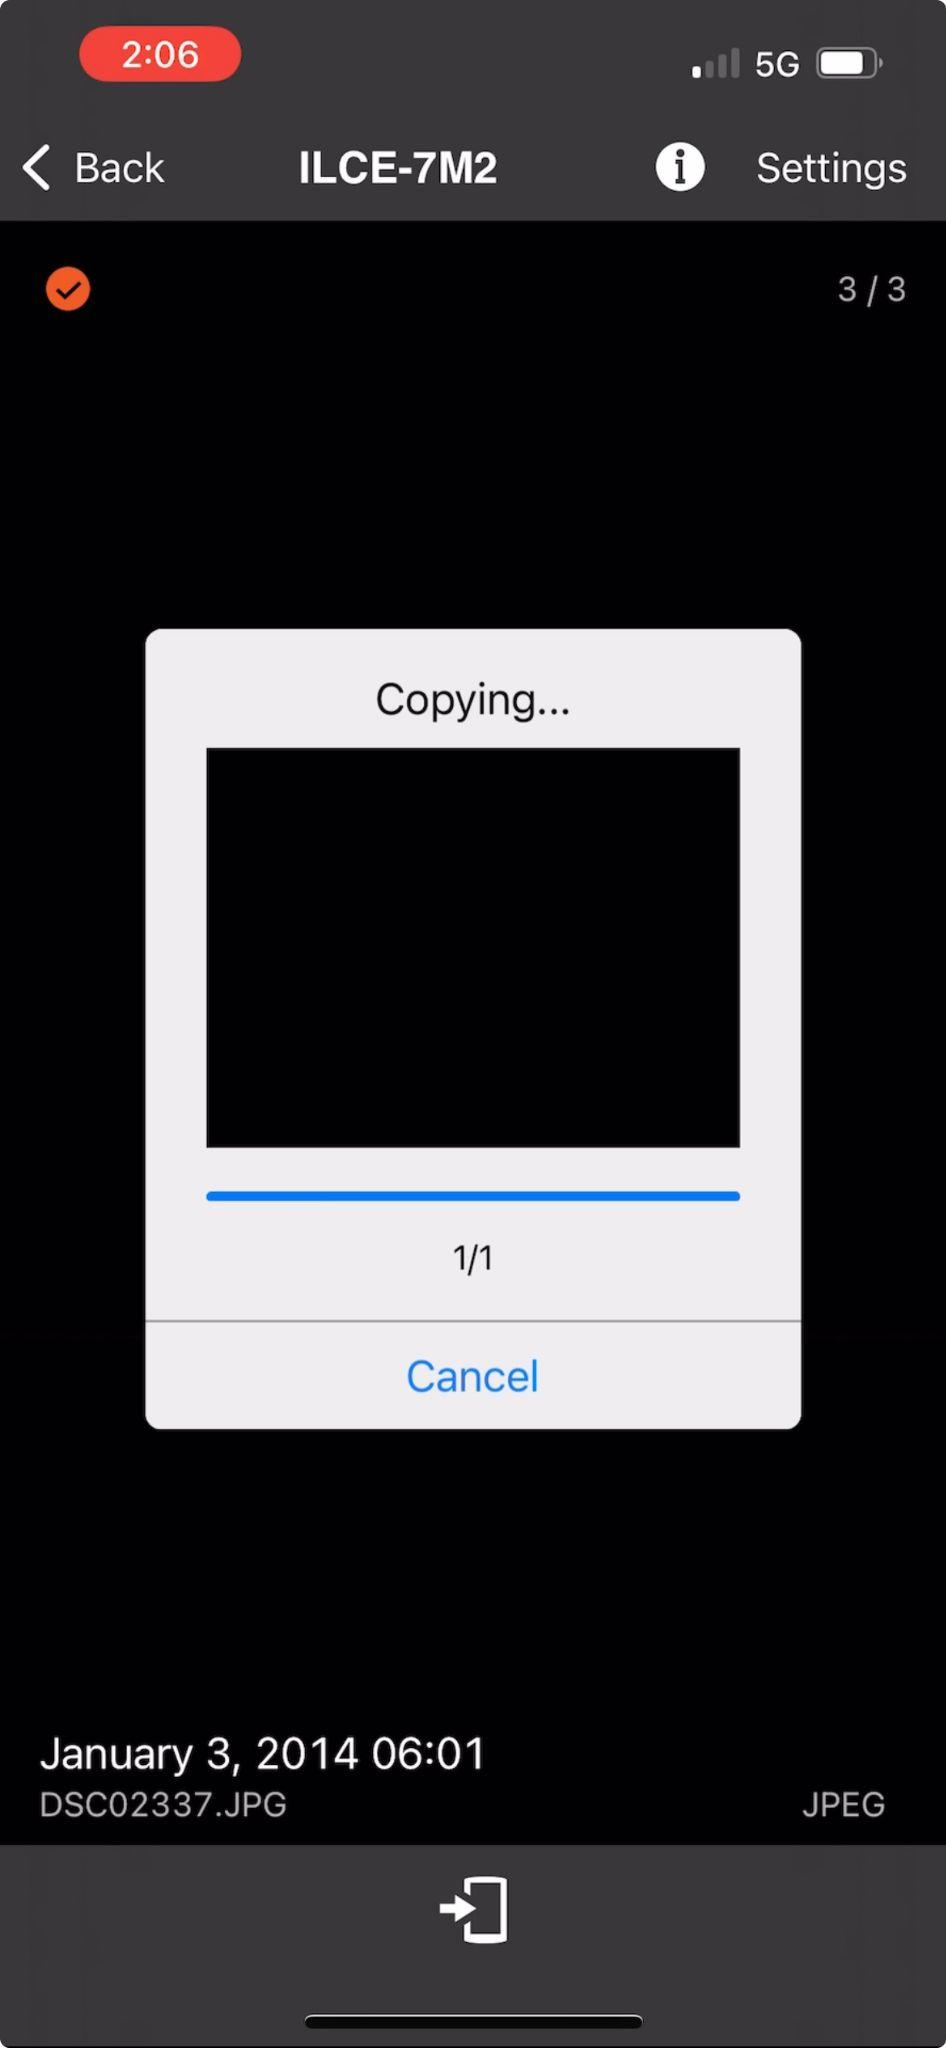 2:06 5G
Back ILCE-7M2 Settings
3 / 3
Copying...
1/1
Cancel
January 3, 2014 06:01
DSC02337.JPG JPEG